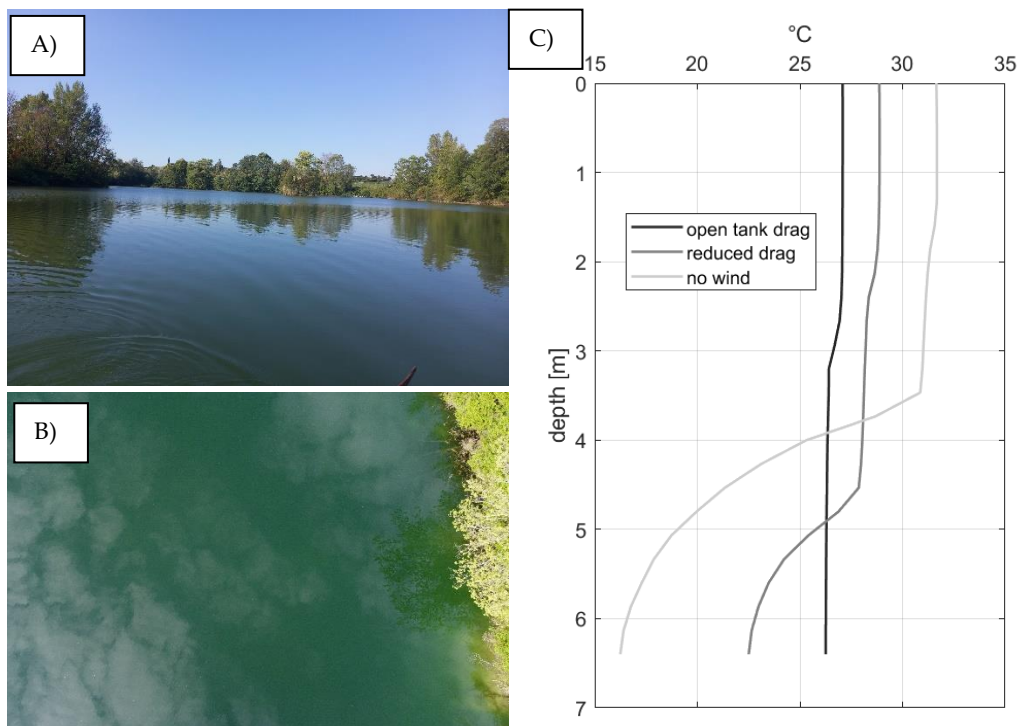 A)
B)
C)
°C
15 20 25 30 35
0
1
2
3
4
5
6
7
depth [m]
open tank drag
reduced drag
no wind